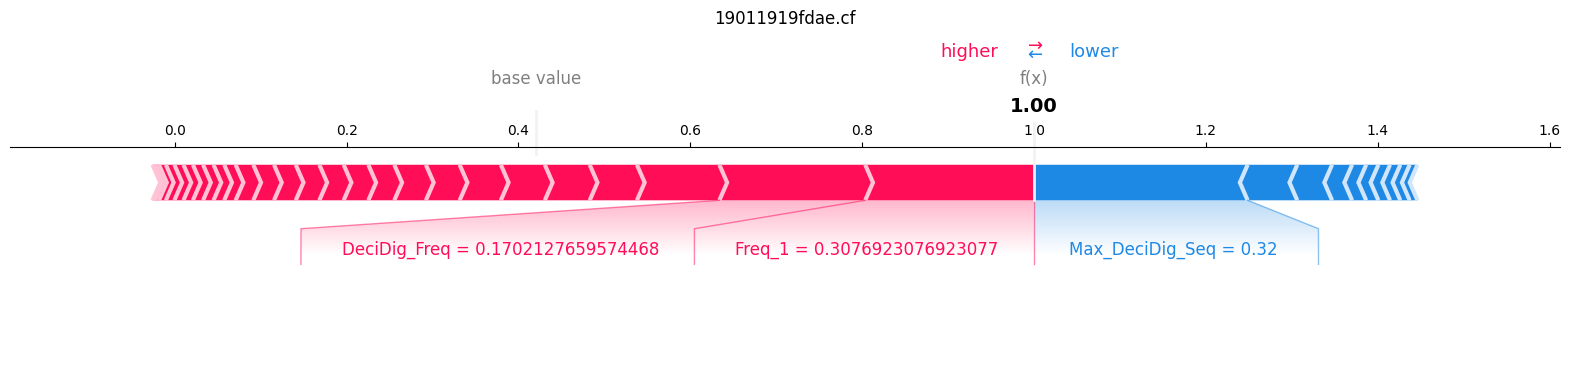 19011919fdae.cf
higher ⇄ lower
base value f(x)
1.00
0.0 0.2 0.4 0.6 0.8 1.0 1.2 1.4 1.6
DeciDig_Freq = 0.1702127659574468 Freq_1 = 0.3076923076923077 Max_DeciDig_Seq = 0.32